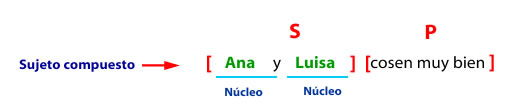 S P
Sujeto compuesto [ Ana y Luisa ] [cosen muy bien ]
Núcleo Núcleo